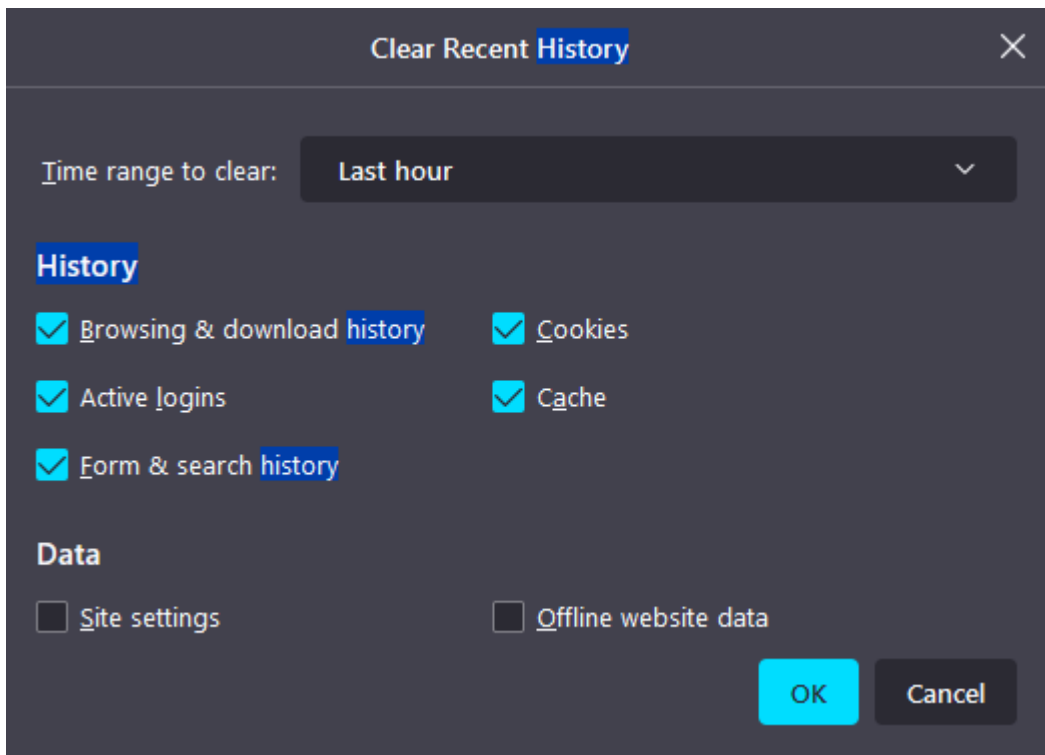 Clear Recent History
Time range to clear: Last hour
History
Browsing & download history Cookies
Active logins Cache
Form & search history
Data
Site settings Offline website data
OK Cancel